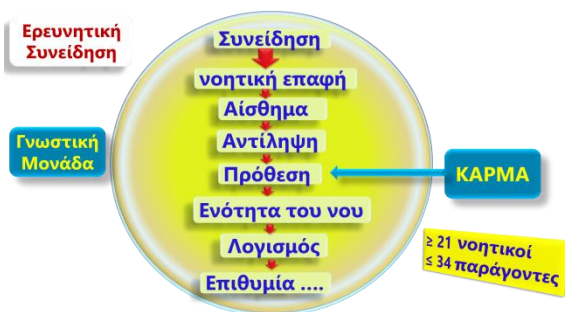 Ερευνητική
Συνείδηση
Συνείδηση
νοητική επαφή
Αίσθημα
Αντίληψη
Γνωστική
Μονάδα
Πρόθεση
ΚΑΡΜΑ
Ενότητα του νου
Λογισμός
Επιθυμία ....
≥ 21 νοητικοί
≤ 34 παράγοντες